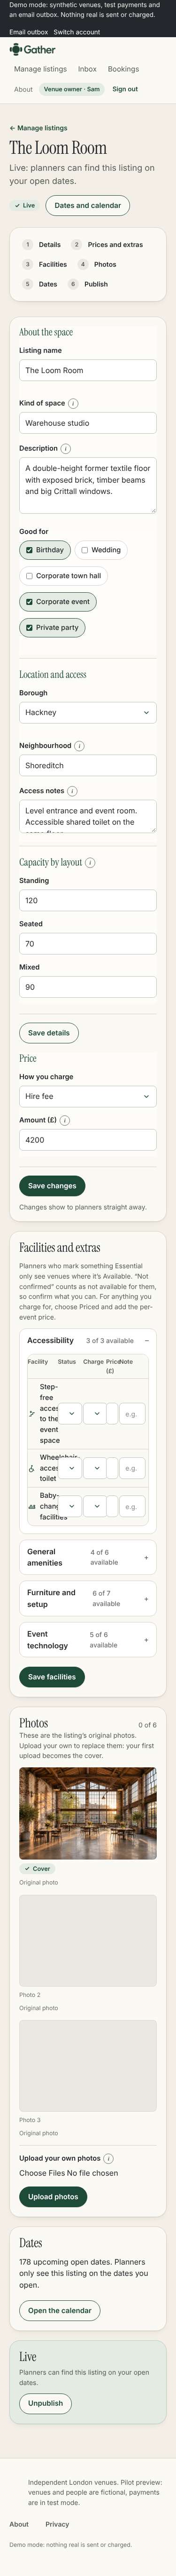 Demo mode: synthetic venues, test payments and
an email outbox. Nothing real is sent or charged.
Email outbox Switch account
Gather
Manage listings Inbox Bookings
About Venue owner · Sam Sign out
← Manage listings
The Loom Room
Live: planners can find this listing on
your open dates.
✓ Live Dates and calendar
1 Details 2 Prices and extras
3 Facilities 4 Photos
5 Dates 6 Publish
About the space
Listing name
The Loom Room
Kind of space i
Warehouse studio
Description i
A double-height former textile floor
with exposed brick, timber beams
and big Crittall windows.
Good for
Birthday Wedding
Corporate town hall
Corporate event
Private party
Location and access
Borough
Hackney
Neighbourhood i
Shoreditch
Access notes i
Level entrance and event room.
Accessible shared toilet on the
Capacity by layout i
Standing
120
Seated
70
Mixed
90
Save details
Price
How you charge
Hire fee
Amount (£) i
4200
Save changes
Changes show to planners straight away.
Facilities and extras
Planners who mark something Essential
only see venues where it's Available. "Not
confirmed" counts as not available for them,
so confirm what you can. For anything you
charge for, choose Priced and add the per-
event price.
Accessibility 3 of 3 available −
Facility Status Charge Price (£) Note
Step-
free
access
to the
event
space
e.g.
Wheelchair
toilet
e.g.
Baby-
facilities
e.g.
General
amenities
4 of 6
available
+
Furniture and
setup
6 of 7
available
+
Event
technology
5 of 6
available
+
Save facilities
Photos 0 of 6
These are the listing's original photos.
Upload your own to replace them: your first
upload becomes the cover.
✓ Cover
Original photo
Photo 2
Original photo
Photo 3
Original photo
Upload your own photos i
Choose Files No file chosen
Upload photos
Dates
178 upcoming open dates. Planners
only see this listing on the dates you
open.
Open the calendar
Live
Planners can find this listing on your open
dates.
Unpublish
Independent London venues. Pilot preview:
venues and people are fictional, payments
are in test mode.
About Privacy
Demo mode: nothing real is sent or charged.